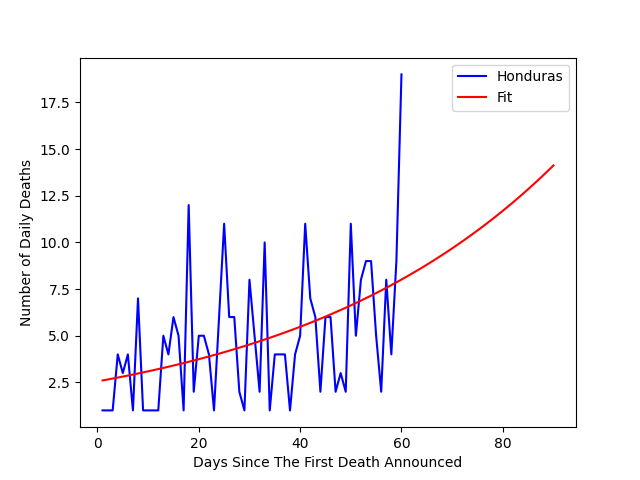 Honduras
Fit
17.5
15.0
12.5
10.0
7.5
5.0
2.5
Number of Daily Deaths
0 20 40 60 80
Days Since The First Death Announced